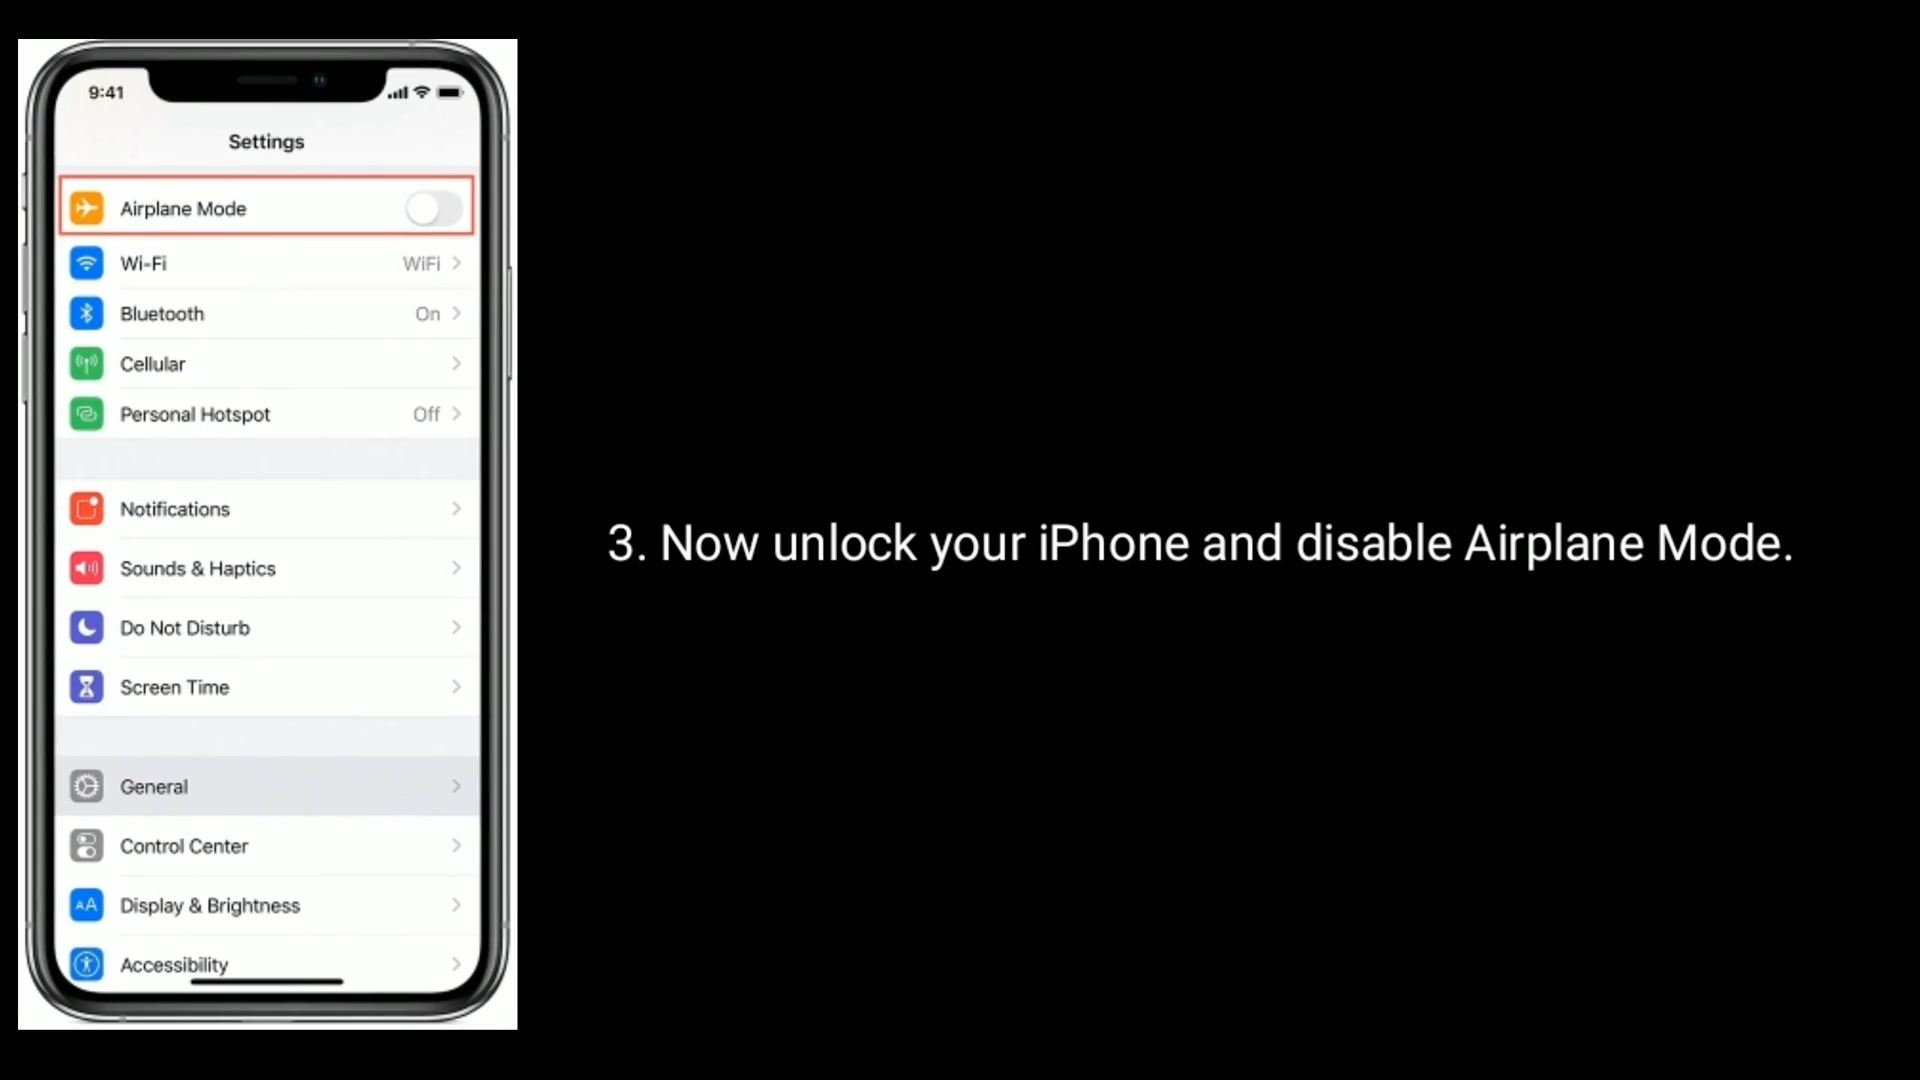 9:41
Settings
Airplane Mode
Wi-Fi WiFi
Bluetooth On
Cellular
Personal Hotspot Off
Notifications
Sounds & Haptics
Do Not Disturb
Screen Time
General
Control Center
AA Display & Brightness
Accessibility
3. Now unlock your iPhone and disable Airplane Mode.